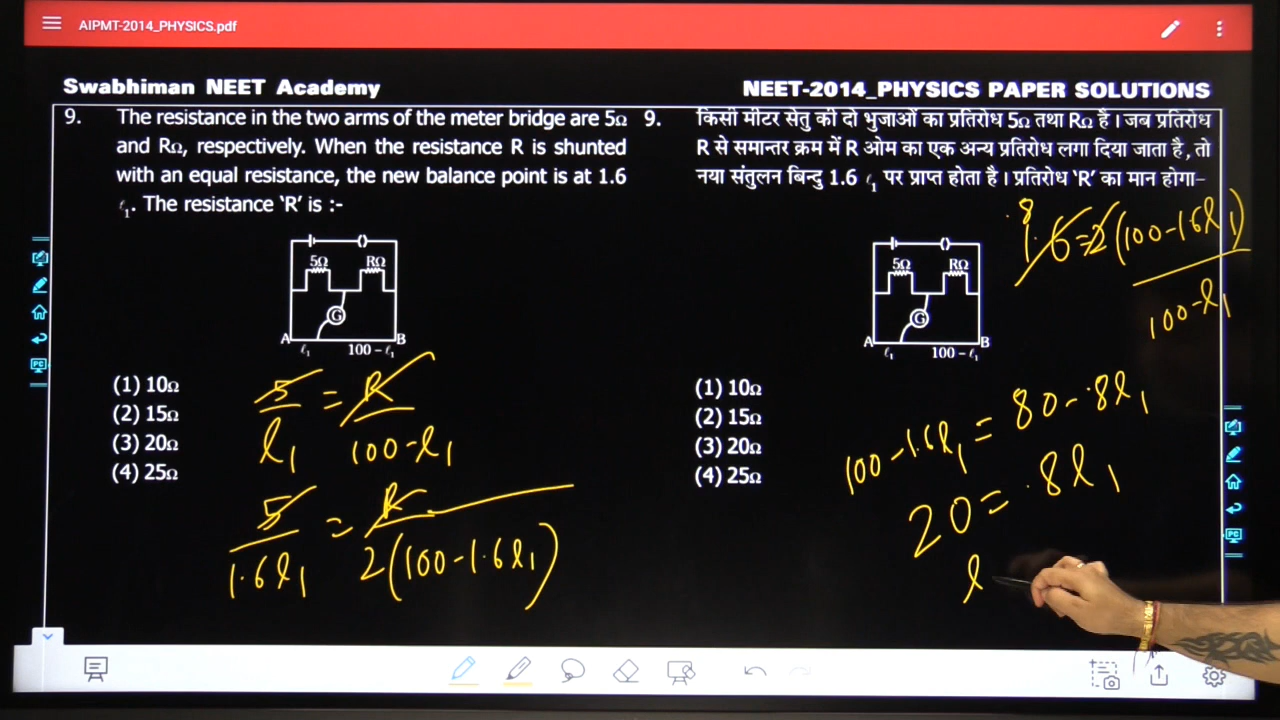 AIPMT-2014_PHYSICS.pdf
Swabhiman NEET Academy
NEET-2014_PHYSICS PAPER SOLUTIONS
9. The resistance in the two arms of the meter bridge are 5Ω
and RΩ, respectively. When the resistance R is shunted
with an equal resistance, the new balance point is at 1.6
ℓ₁. The resistance 'R' is :-
5Ω RΩ
G
A B
ℓ₁ 100 – ℓ₁
(1) 10Ω
(2) 15Ω
(3) 20Ω
(4) 25Ω
5/l₁ = R/(100-l₁)
5/(1.6l₁) = R/(2(100-1.6l₁))
9. किसी मीटर सेतु की दो भुजाओं का प्रतिरोध 5Ω तथा RΩ है। जब प्रतिरोध
R से समान्तर क्रम में R ओम का एक अन्य प्रतिरोध लगा दिया जाता है, तो
नया संतुलन बिन्दु 1.6 ℓ₁ पर प्राप्त होता है। प्रतिरोध 'R' का मान होगा–
5Ω RΩ
G
A B
ℓ₁ 100 – ℓ₁
(1) 10Ω
(2) 15Ω
(3) 20Ω
(4) 25Ω
.8
1.6=2(100-1.6l₁)/(100-l₁)
100-1.6l₁ = 80-.8l₁
20=.8l₁
l
PC
PC